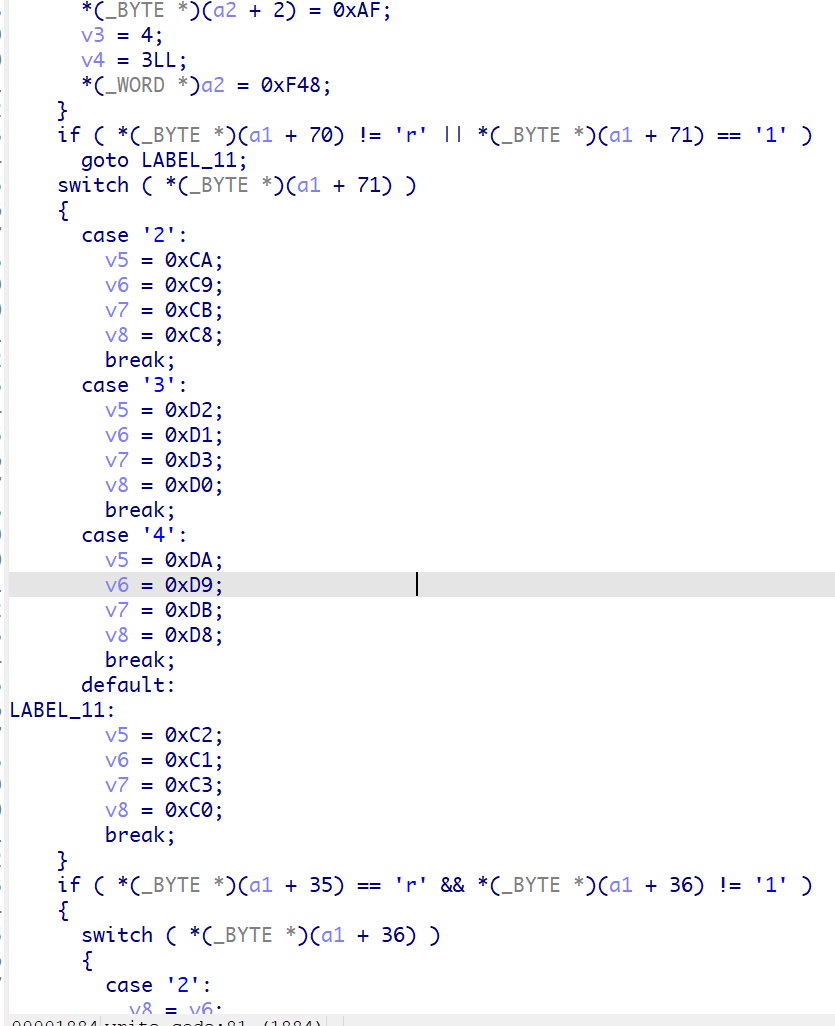 *(_BYTE *)(a2 + 2) = 0xAF;
v3 = 4;
v4 = 3LL;
*(_WORD *)a2 = 0xF48;
}
if ( *(_BYTE *)(a1 + 70) != 'r' || *(_BYTE *)(a1 + 71) == '1' )
goto LABEL_11;
switch ( *(_BYTE *)(a1 + 71) )
{
case '2':
v5 = 0xCA;
v6 = 0xC9;
v7 = 0xCB;
v8 = 0xC8;
break;
case '3':
v5 = 0xD2;
v6 = 0xD1;
v7 = 0xD3;
v8 = 0xD0;
break;
case '4':
v5 = 0xDA;
v6 = 0xD9;
v7 = 0xDB;
v8 = 0xD8;
break;
default:
LABEL_11:
v5 = 0xC2;
v6 = 0xC1;
v7 = 0xC3;
v8 = 0xC0;
break;
}
if ( *(_BYTE *)(a1 + 35) == 'r' && *(_BYTE *)(a1 + 36) != '1' )
{
switch ( *(_BYTE *)(a1 + 36) )
{
case '2':
v8 = v6;